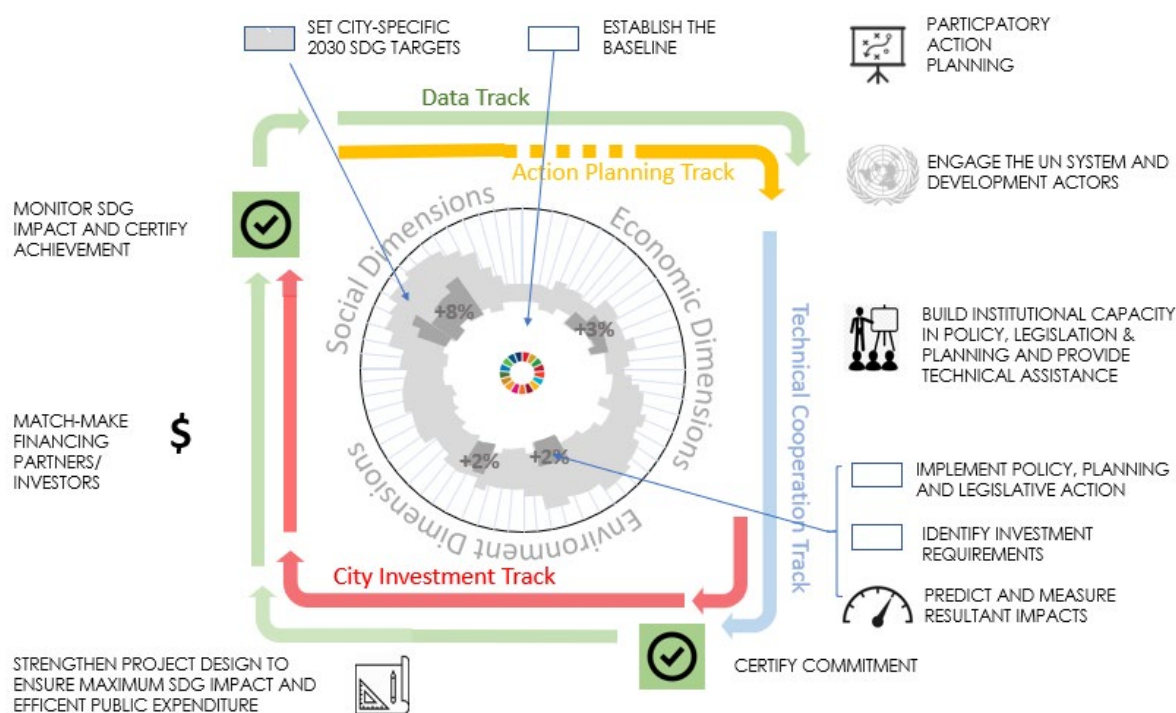 SET CITY-SPECIFIC
2030 SDG TARGETS
ESTABLISH THE
BASELINE
PARTICPATORY
ACTION
PLANNING
Data Track
Action Planning Track
ENGAGE THE UN SYSTEM AND
DEVELOPMENT ACTORS
MONITOR SDG
IMPACT AND CERTIFY
ACHIEVEMENT
Social Dimensions
Economic Dimensions
Environment Dimensions
+8%
+3%
+2%
+2%
Technical Cooperation Track
BUILD INSTITUTIONAL CAPACITY
IN POLICY, LEGISLATION &
PLANNING AND PROVIDE
TECHNICAL ASSISTANCE
MATCH-MAKE
FINANCING
PARTNERS/
INVESTORS
$
IMPLEMENT POLICY, PLANNING
AND LEGISLATIVE ACTION
IDENTIFY INVESTMENT
REQUIREMENTS
PREDICT AND MEASURE
RESULTANT IMPACTS
City Investment Track
CERTIFY COMMITMENT
STRENGTHEN PROJECT DESIGN TO
ENSURE MAXIMUM SDG IMPACT AND
EFFICENT PUBLIC EXPENDITURE